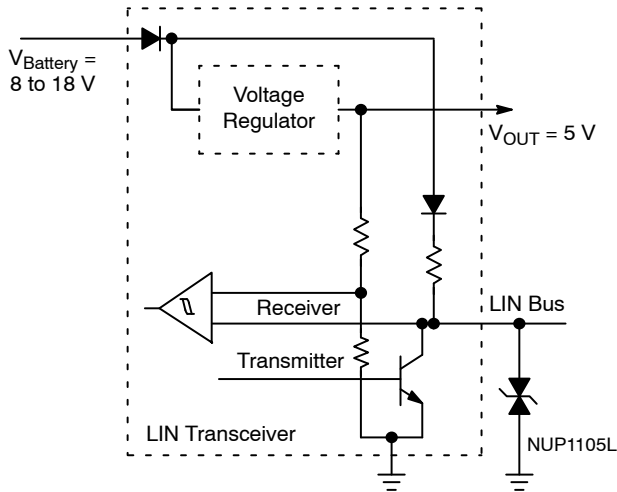 V_Battery =
8 to 18 V
Voltage
Regulator
V_OUT = 5 V
Receiver
LIN Bus
Transmitter
LIN Transceiver
NUP1105L